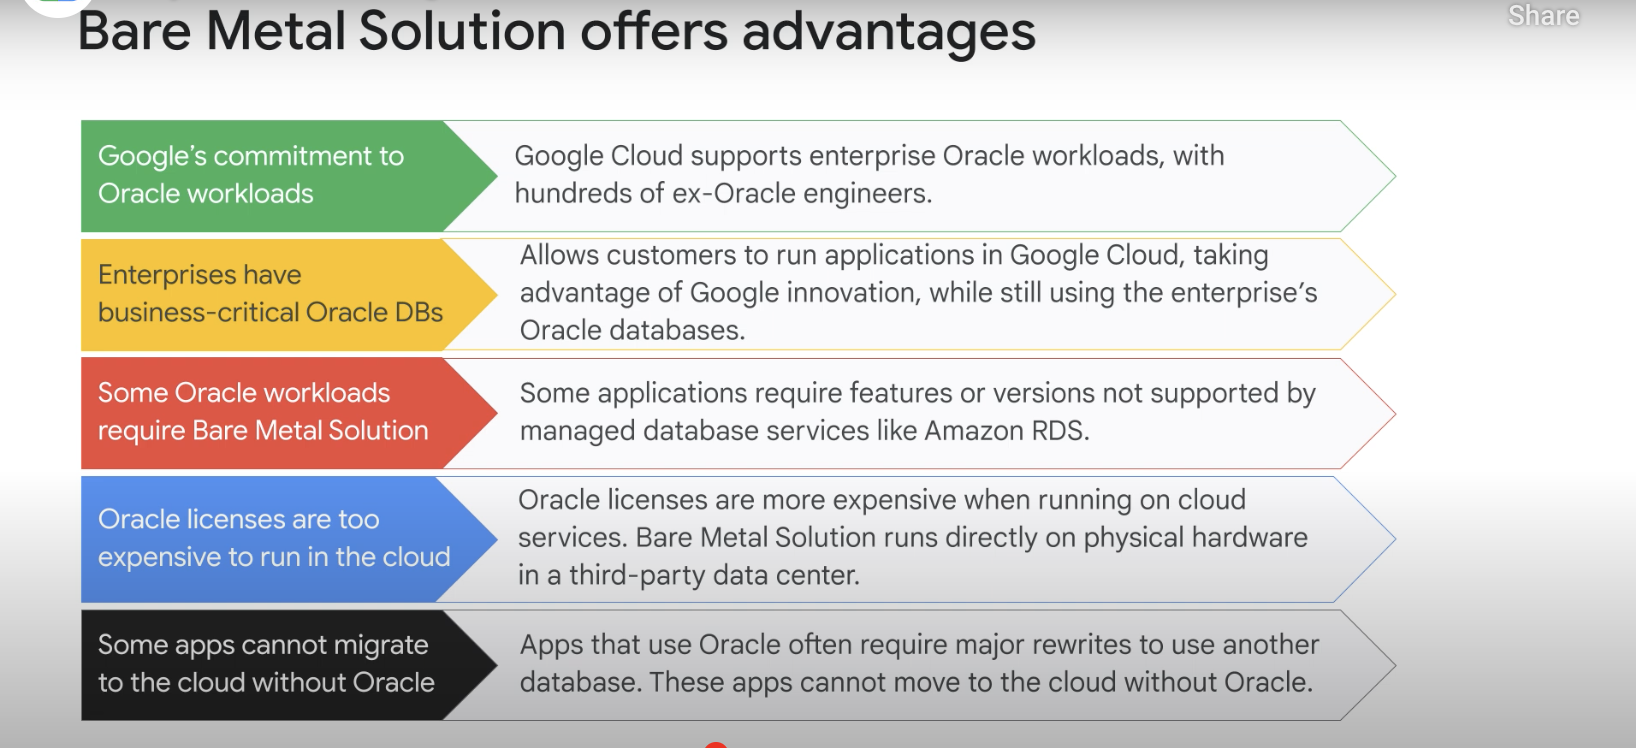 Bare Metal Solution offers advantages
Share
Google's commitment to
Oracle workloads
Google Cloud supports enterprise Oracle workloads, with
hundreds of ex-Oracle engineers.
Enterprises have
business-critical Oracle DBs
Allows customers to run applications in Google Cloud, taking
advantage of Google innovation, while still using the enterprise's
Oracle databases.
Some Oracle workloads
require Bare Metal Solution
Some applications require features or versions not supported by
managed database services like Amazon RDS.
Oracle licenses are too
expensive to run in the cloud
Oracle licenses are more expensive when running on cloud
services. Bare Metal Solution runs directly on physical hardware
in a third-party data center.
Some apps cannot migrate
to the cloud without Oracle
Apps that use Oracle often require major rewrites to use another
database. These apps cannot move to the cloud without Oracle.